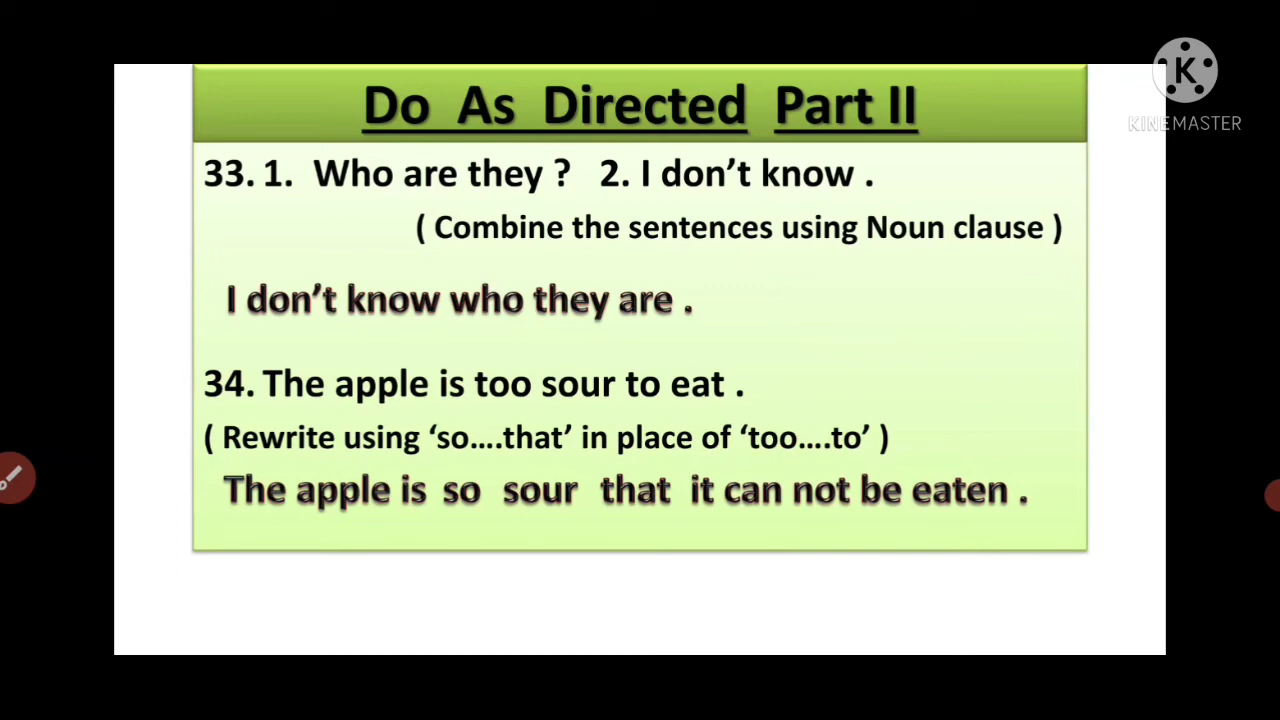 Do As Directed Part II
K
KINEMASTER
33. 1. Who are they ? 2. I don’t know .
( Combine the sentences using Noun clause )
I don’t know who they are .
34. The apple is too sour to eat .
( Rewrite using ‘so....that’ in place of ‘too....to’ )
The apple is so sour that it can not be eaten .